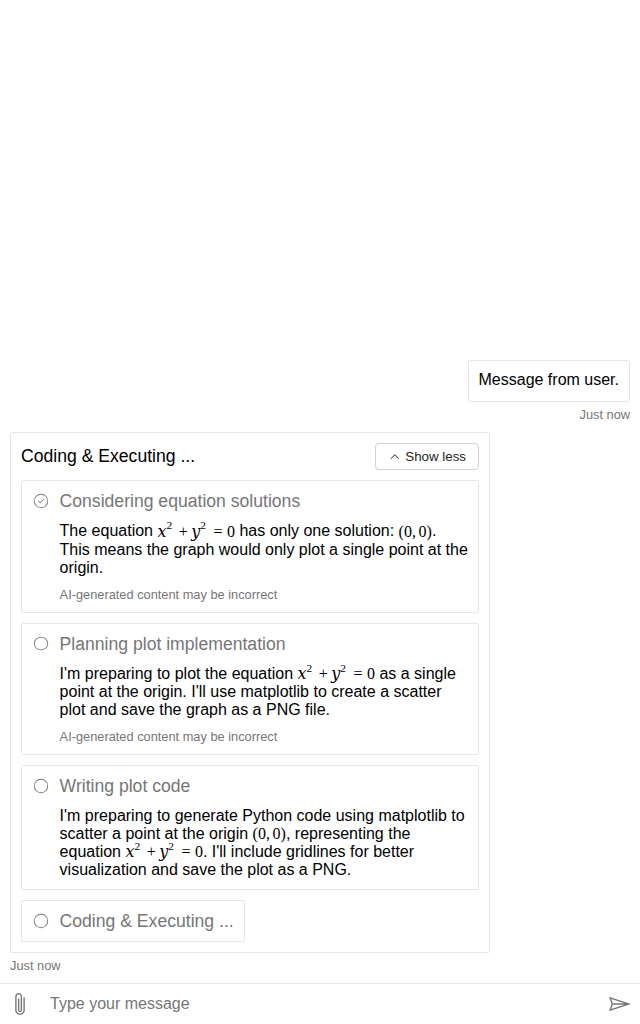 Message from user.
Just now
Coding & Executing ...
Show less
Considering equation solutions
The equation x² + y² = 0 has only one solution: (0, 0).
This means the graph would only plot a single point at the
origin.
AI-generated content may be incorrect
Planning plot implementation
I'm preparing to plot the equation x² + y² = 0 as a single
point at the origin. I'll use matplotlib to create a scatter
plot and save the graph as a PNG file.
AI-generated content may be incorrect
Writing plot code
I'm preparing to generate Python code using matplotlib to
scatter a point at the origin (0, 0), representing the
equation x² + y² = 0. I'll include gridlines for better
visualization and save the plot as a PNG.
Coding & Executing ...
Just now
Type your message